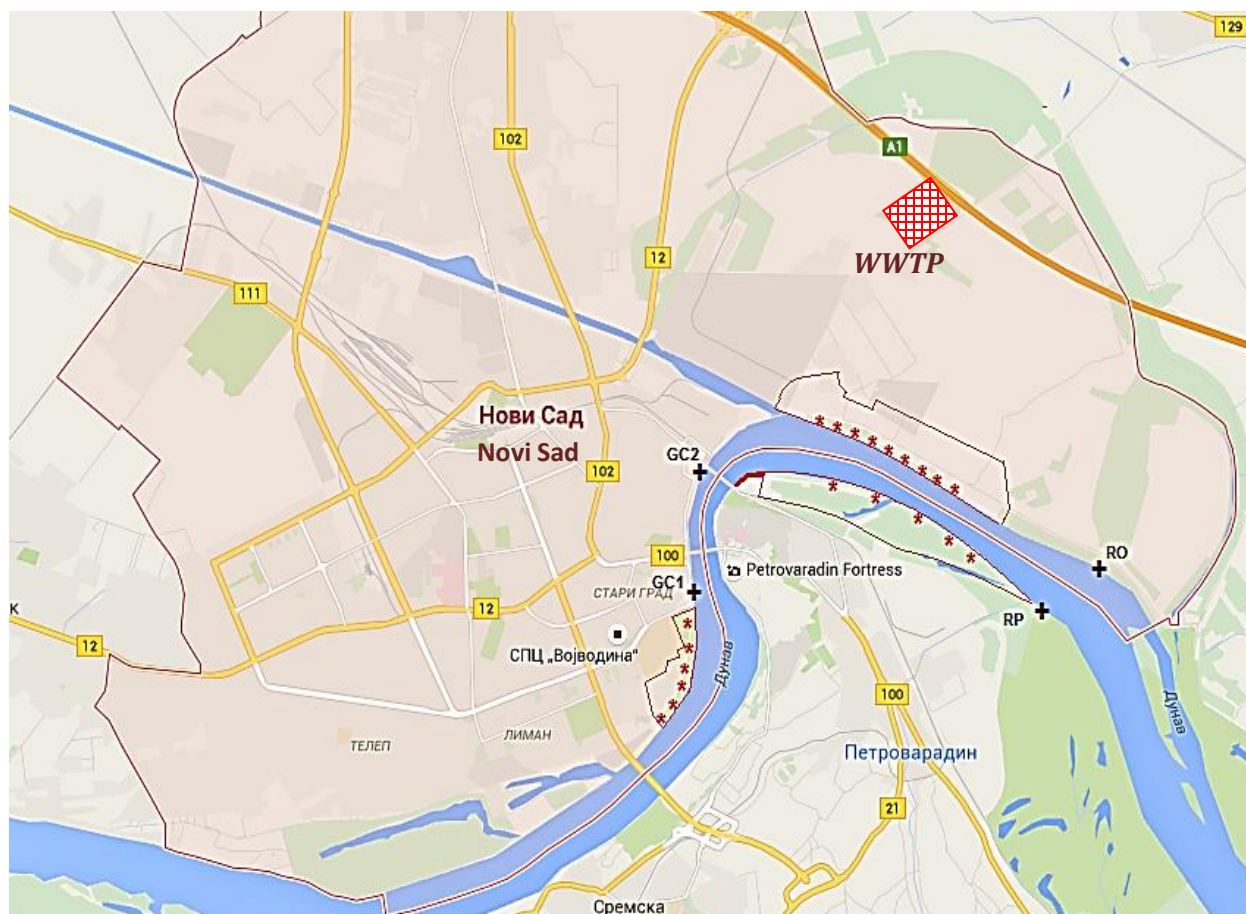 129
102
A1
12
WWTP
111
Нови Сад
Novi Sad
GC2
102
100
Petrovaradin Fortress
RO
GC1
СТАРИ ГРАД
12
RP
К
12
СПЦ „Војводина"
Дунав
Дунав
100
ТЕЛЕП
ЛИМАН
Петроварадин
21
Сремска